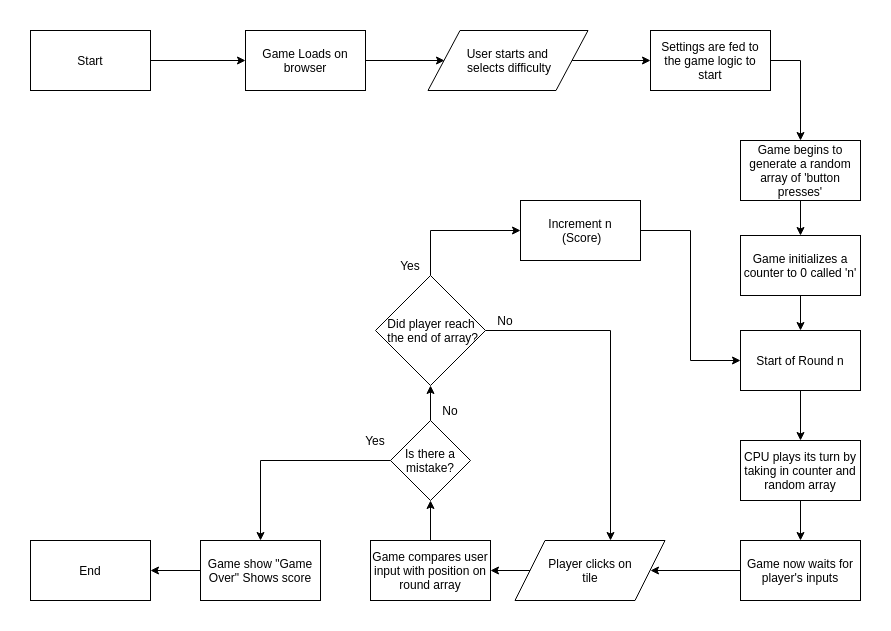 Start
Game Loads on
browser
User starts and
selects difficulty
Settings are fed to
the game logic to
start
Game begins to
generate a random
array of 'button
presses'
Game initializes a
counter to 0 called 'n'
Start of Round n
CPU plays its turn by
taking in counter and
random array
Game now waits for
player's inputs
Player clicks on
tile
Game compares user
input with position on
round array
Is there a
mistake?
Yes
No
Did player reach
the end of array?
Yes
No
Increment n
(Score)
Game show "Game
Over" Shows score
End